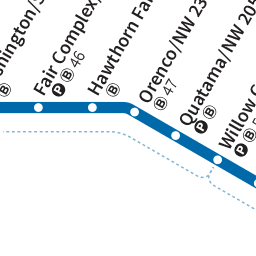 Fair Complex/
P B 46
Hawthorn Fa
B
Orenco/NW 23
B 47
Quatama/NW 20
P B
Willow
P B
B